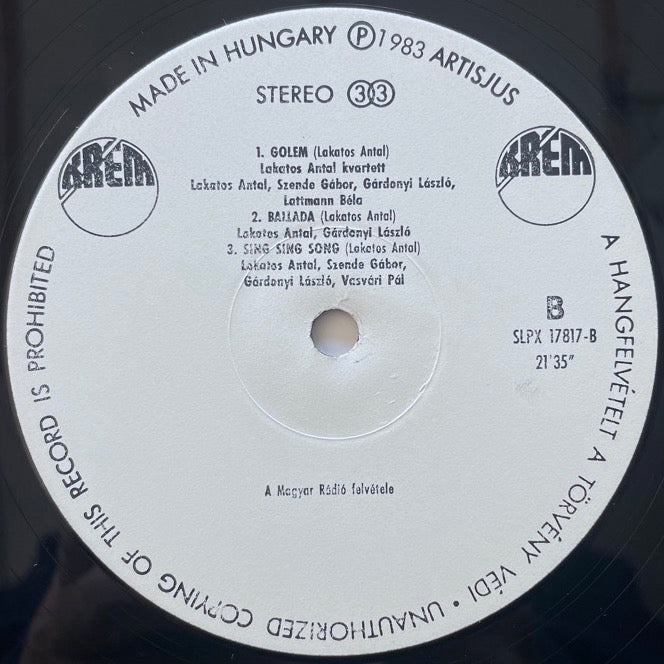 MADE IN HUNGARY Ⓟ 1983 ARTISJUS
STEREO 33
KRÉM
KRÉM
1. GOLEM (Lakatos Antal)
Lakatos Antal kvartett
Lakatos Antal, Szende Gábor, Gárdonyi László,
Lattmann Béla
2. BALLADA (Lakatos Antal)
Lakatos Antal, Gárdonyi László
3. SING SING SONG (Lakatos Antal)
Lakatos Antal, Szende Gábor,
Gárdonyi László, Vasvári Pál
B
SLPX 17817-B
21'35"
A Magyar Rádió felvétele
A HANGFELVÉTELT A TÖRVÉNY VÉDI • UNAUTHORIZED COPYING OF THIS RECORD IS PROHIBITED